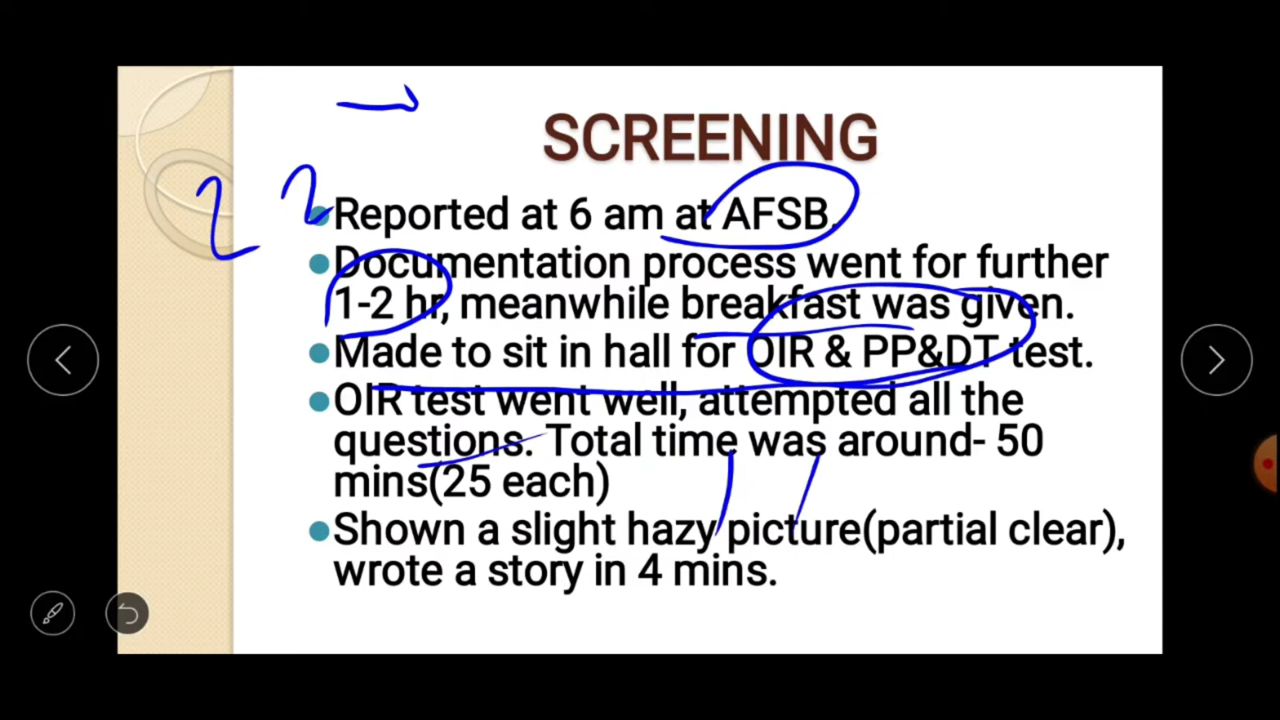 SCREENING
2 2
Reported at 6 am at AFSB.
Documentation process went for further
1-2 hr, meanwhile breakfast was given.
Made to sit in hall for OIR & PP&DT test.
OIR test went well, attempted all the
questions. Total time was around- 50
mins(25 each)
Shown a slight hazy picture(partial clear),
wrote a story in 4 mins.